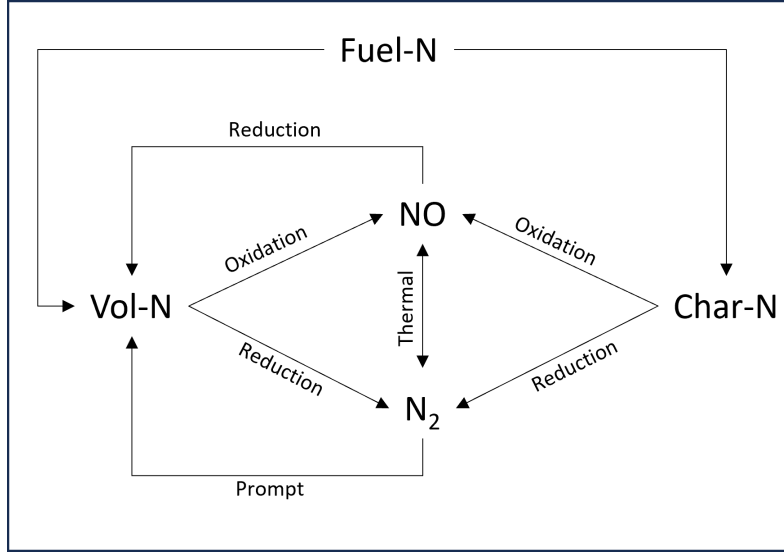 Fuel-N
Reduction
NO
Oxidation
Oxidation
Thermal
Vol-N
Char-N
Reduction
Reduction
N₂
Prompt